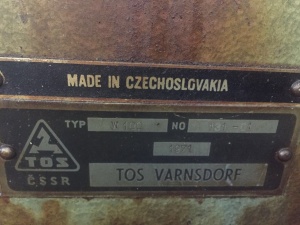 MADE IN CZECHOSLOVAKIA
TYP NO
TOS
ČSSR
TOS VARNSDORF